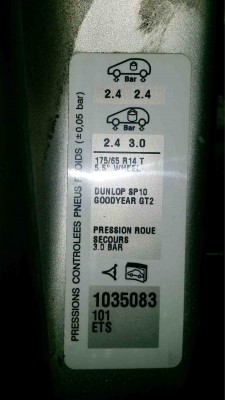 Bar
2.4 2.4
Bar
2.4 3.0
175/65 R14 T
5.5" WHEEL
DUNLOP SP10
GOODYEAR GT2
PRESSION ROUE
SECOURS
3.0 BAR
1035083
101
ETS
PRESSIONS CONTROLEES PNEUS FROIDS (±0,05 bar)